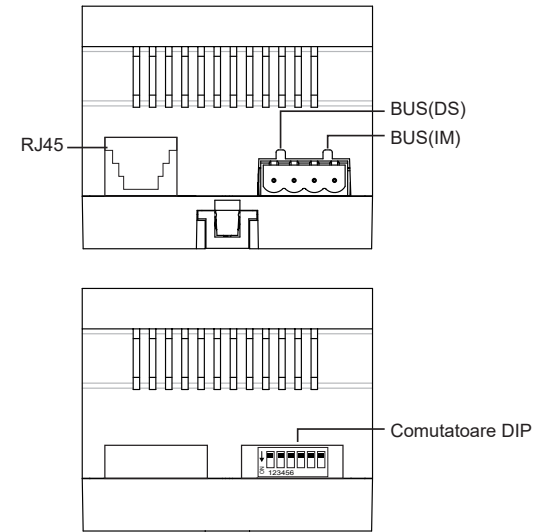 BUS(DS)
BUS(IM)
RJ45
Comutatoare DIP
ON
123456